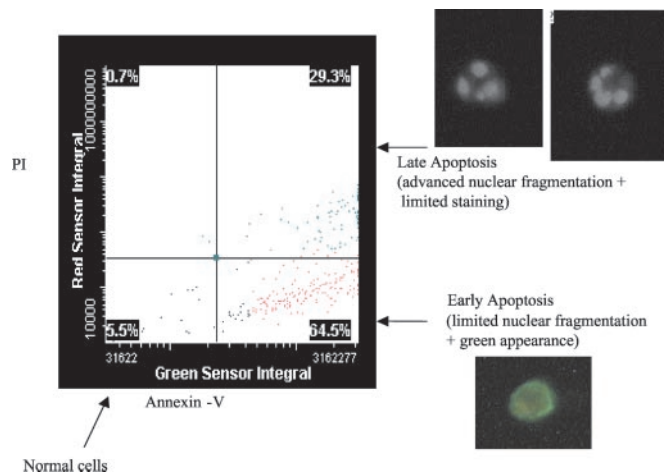 0.7%
29.3%
PI
Red Sensor Integral
10000000000
10000
5.5%
64.5%
31622
3162277
Green Sensor Integral
Annexin -V
Normal cells
Late Apoptosis
(advanced nuclear fragmentation +
limited staining)
Early Apoptosis
(limited nuclear fragmentation
+ green appearance)